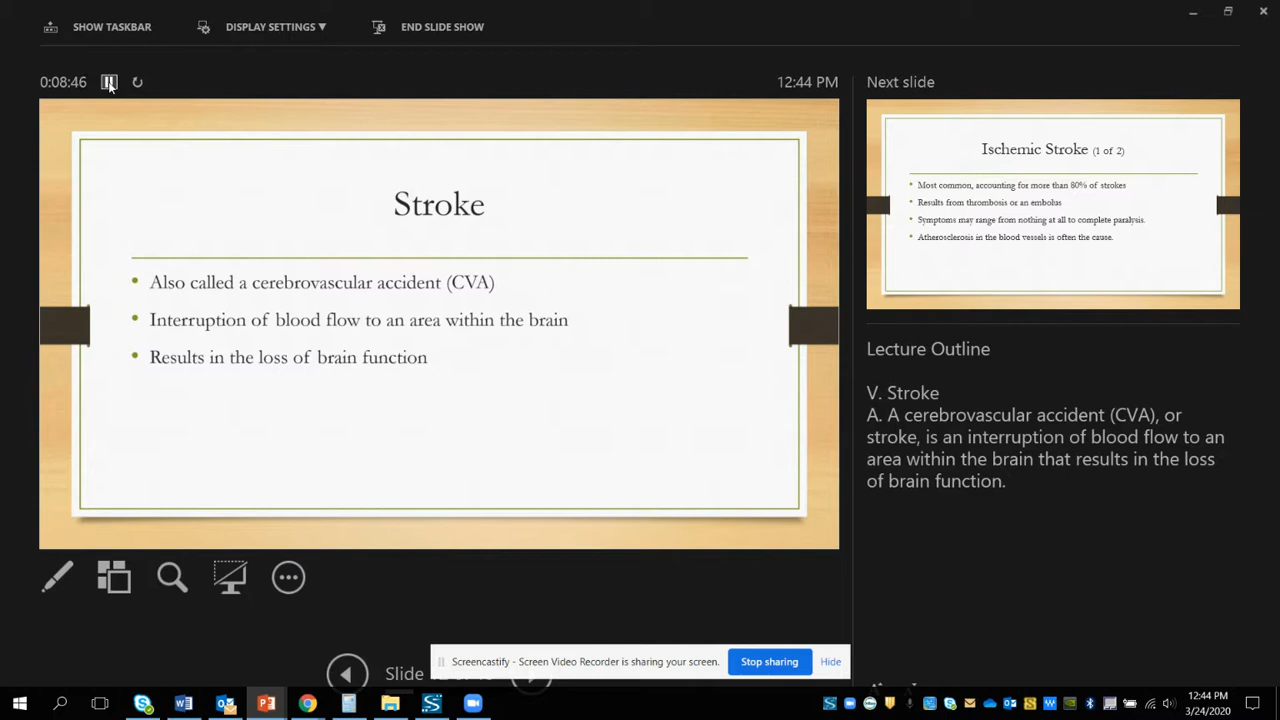 SHOW TASKBAR
DISPLAY SETTINGS ▼
END SLIDE SHOW
0:08:46
12:44 PM
Next slide
Stroke
• Also called a cerebrovascular accident (CVA)
• Interruption of blood flow to an area within the brain
• Results in the loss of brain function
Ischemic Stroke (1 of 2)
• Most common, accounting for more than 80% of strokes
• Results from thrombosis or an embolus
• Symptoms may range from nothing at all to complete paralysis.
• Atherosclerosis in the blood vessels is often the cause.
Lecture Outline
V. Stroke
A. A cerebrovascular accident (CVA), or
stroke, is an interruption of blood flow to an
area within the brain that results in the loss
of brain function.
Slide
Screencastify - Screen Video Recorder is sharing your screen.
Stop sharing
Hide
12:44 PM
3/24/2020